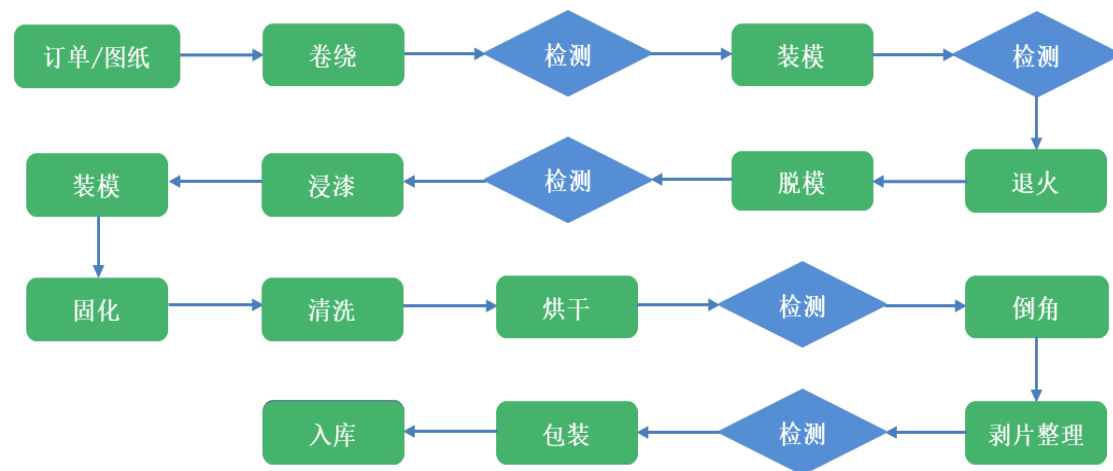 订单/图纸
卷绕
检测
装模
检测
退火
脱模
检测
浸漆
装模
固化
清洗
烘干
检测
倒角
剥片整理
检测
包装
入库